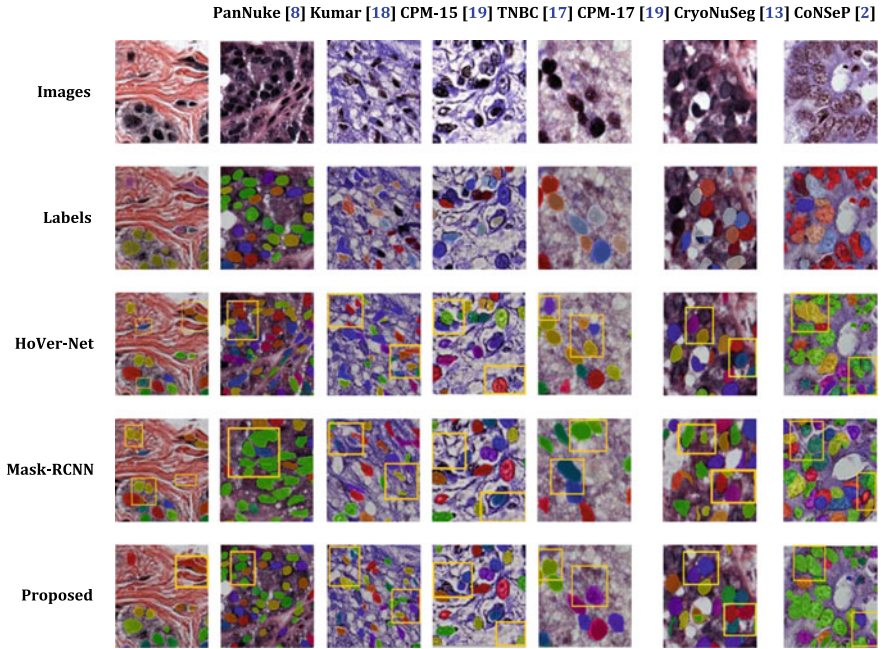 PanNuke [8] Kumar [18] CPM-15 [19] TNBC [17] CPM-17 [19] CryoNuSeg [13] CoNSeP [2]
Images
Labels
HoVer-Net
Mask-RCNN
Proposed